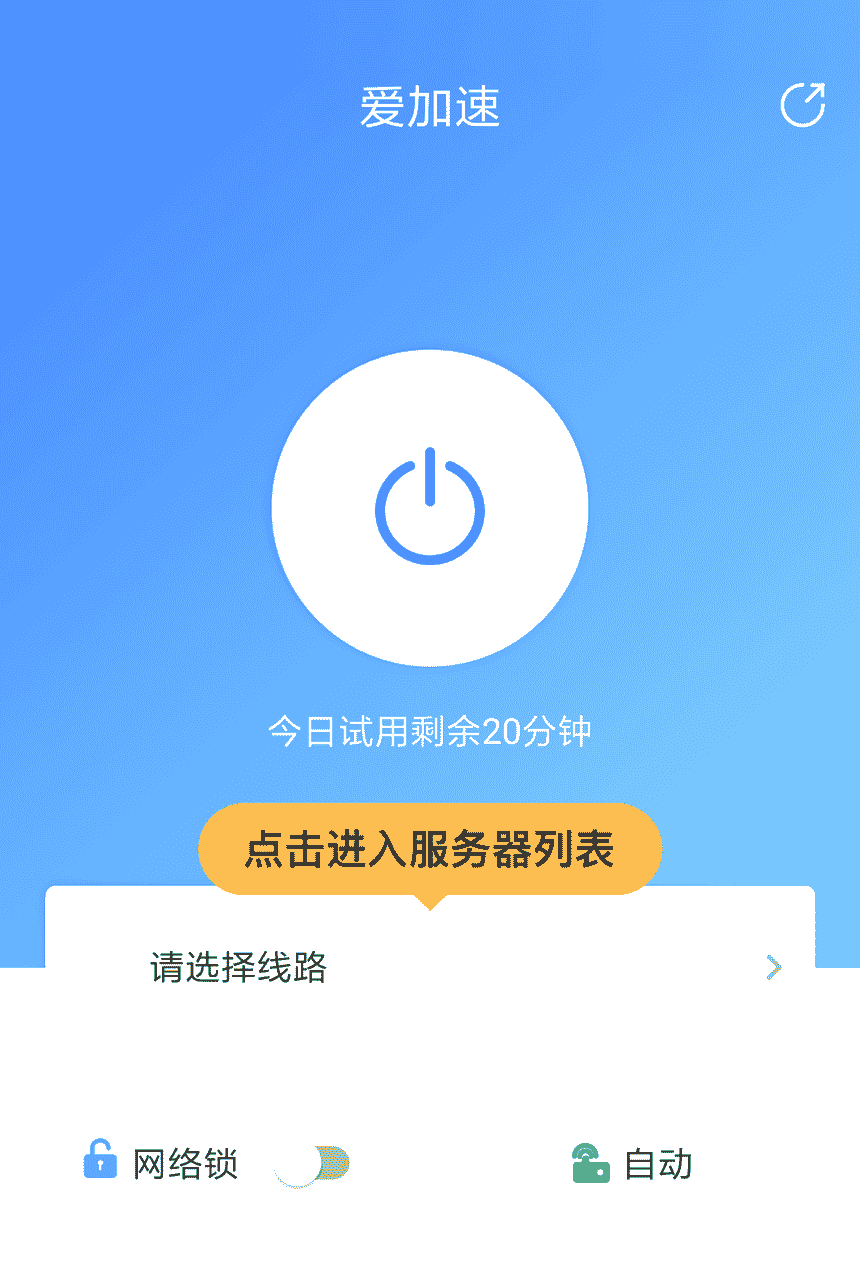 爱加速
今日试用剩余20分钟
点击进入服务器列表
请选择线路
网络锁
自动